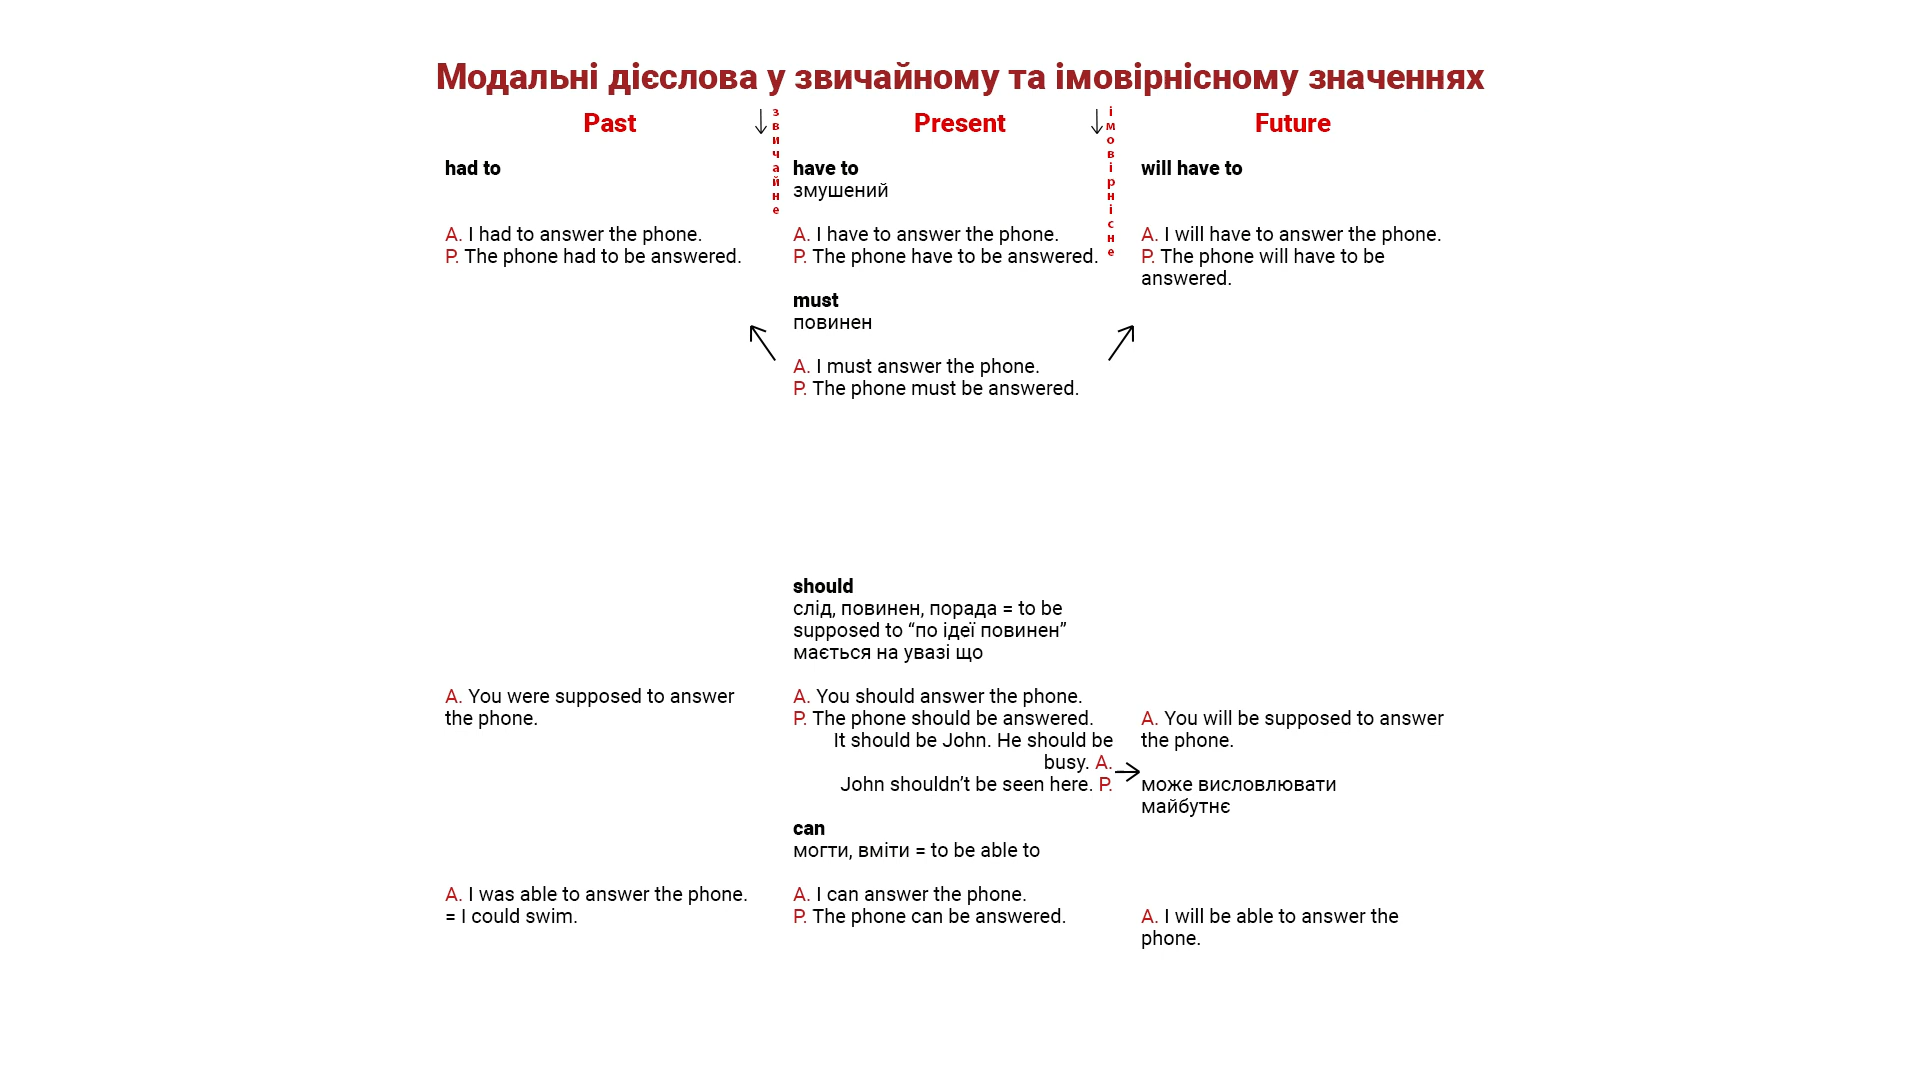 Модальні дієслова у звичайному та імовірнісному значеннях
Past
звичайне
Present
імовірнісне
Future
had to
have to
will have to
змушений
A. I had to answer the phone.
A. I have to answer the phone.
A. I will have to answer the phone.
P. The phone had to be answered.
P. The phone have to be answered.
P. The phone will have to be
answered.
must
повинен
A. I must answer the phone.
P. The phone must be answered.
should
слід, повинен, порада = to be
supposed to “по ідеї повинен”
мається на увазі що
A. You were supposed to answer
the phone.
A. You should answer the phone.
P. The phone should be answered.
It should be John. He should be
busy. A.
John shouldn’t be seen here. P.
A. You will be supposed to answer
the phone.
може висловлювати
майбутнє
can
могти, вміти = to be able to
A. I was able to answer the phone.
= I could swim.
A. I can answer the phone.
P. The phone can be answered.
A. I will be able to answer the
phone.